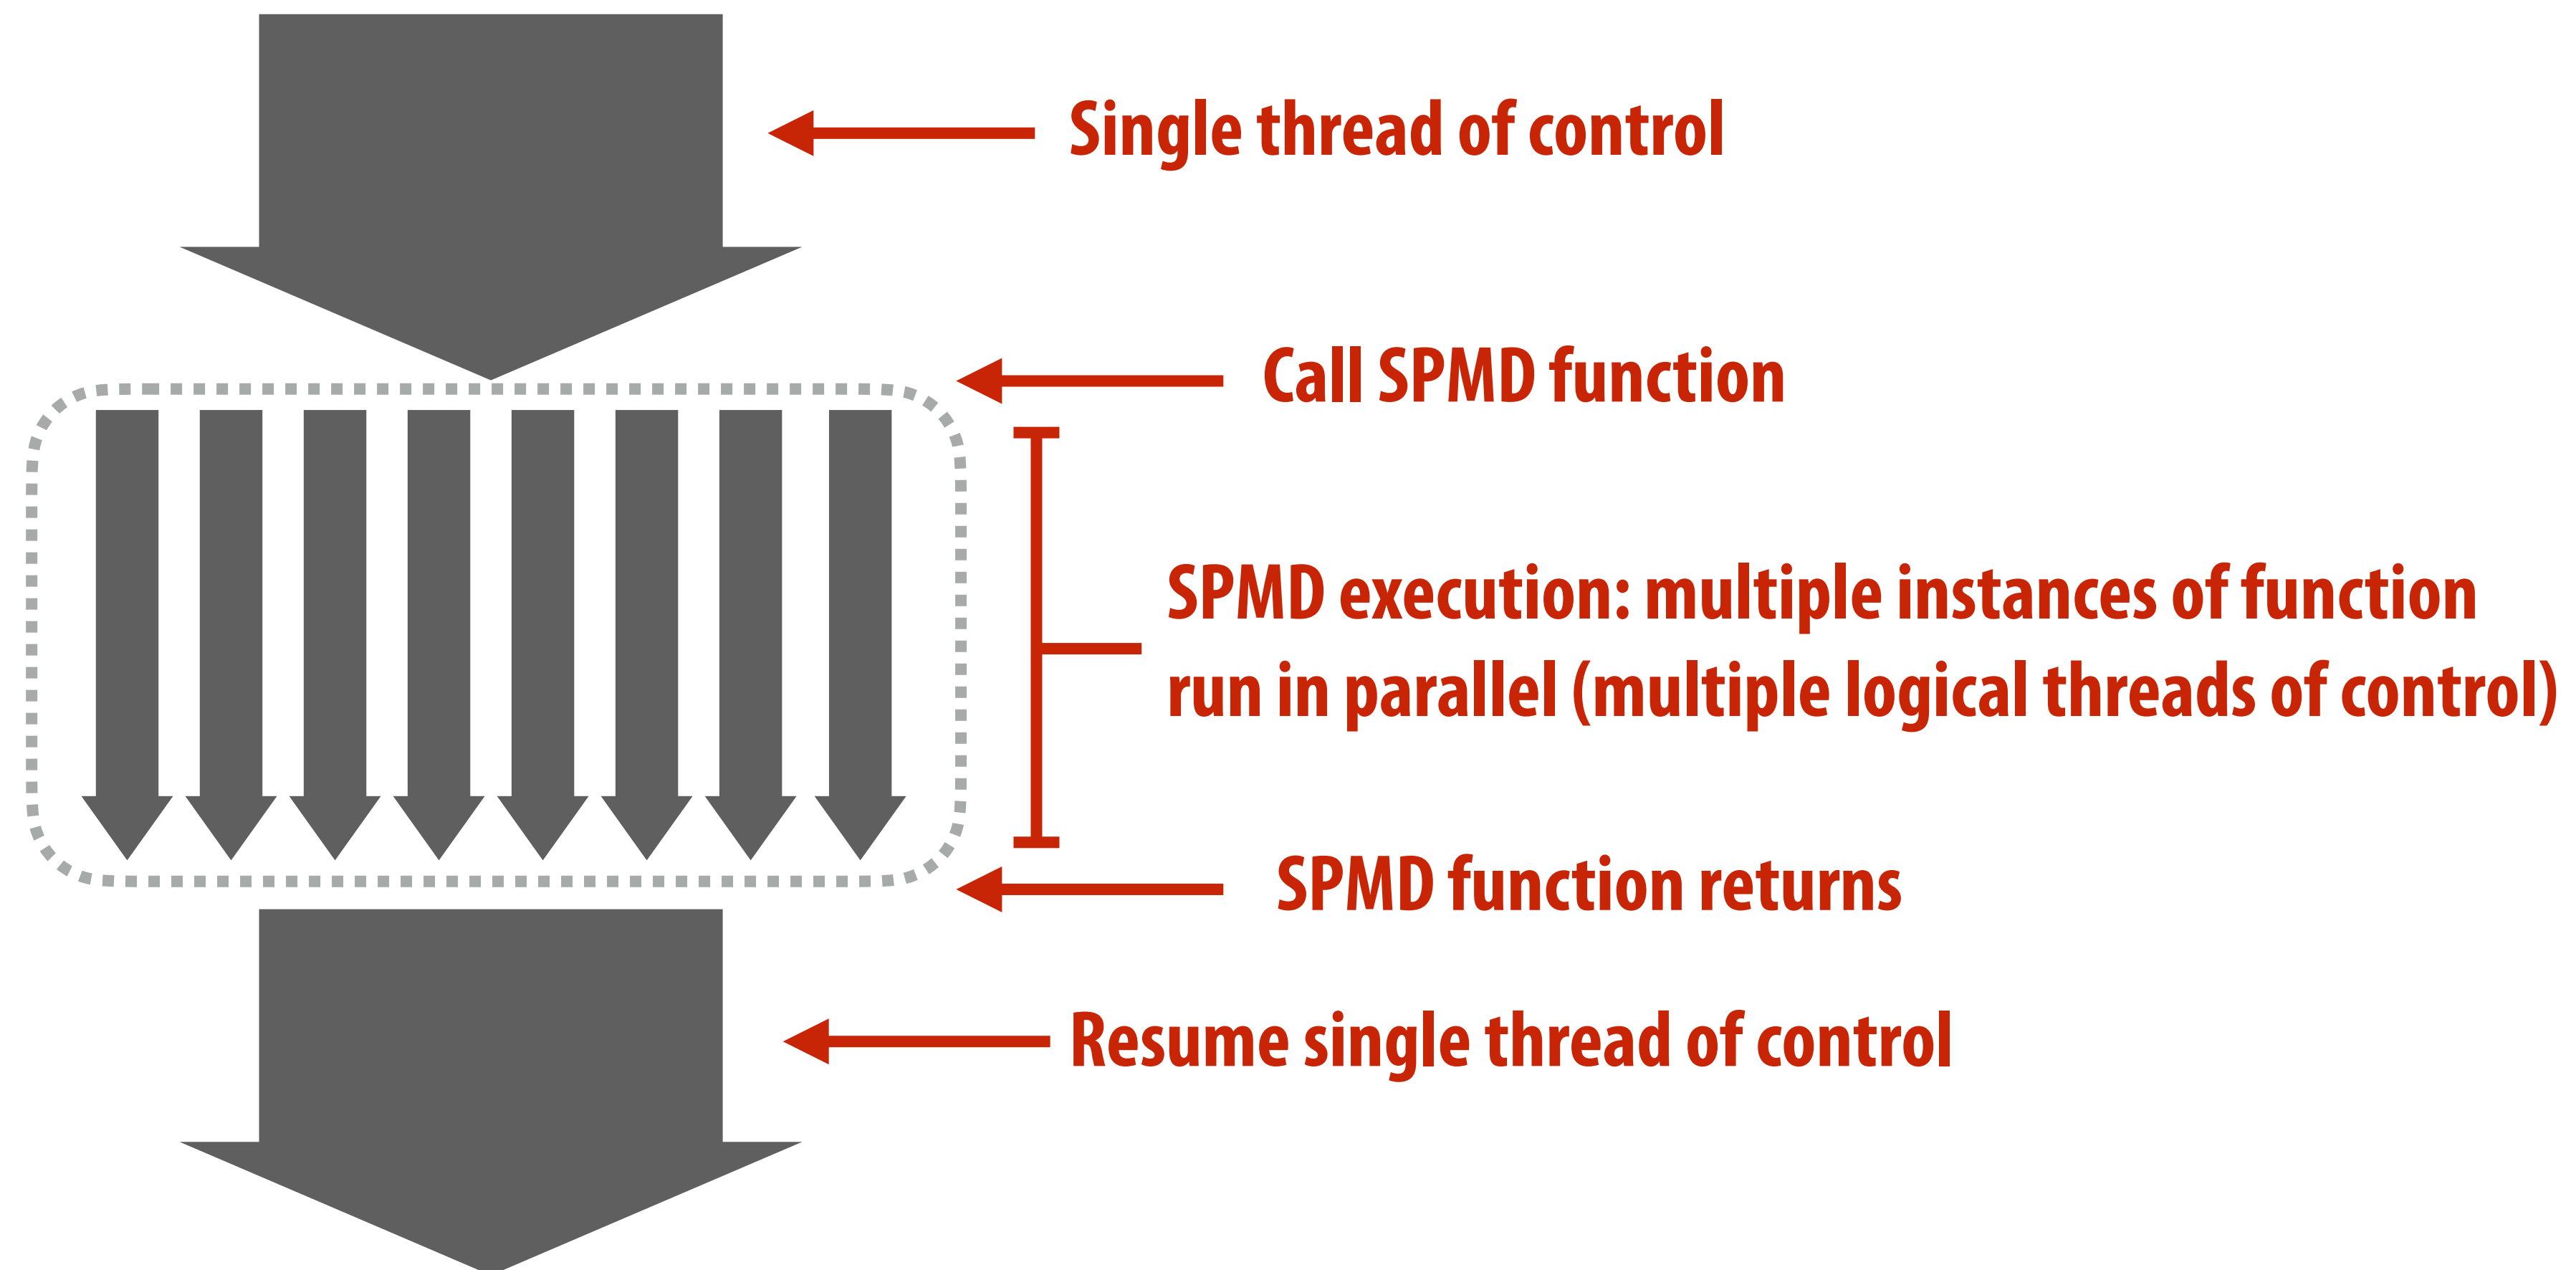 Single thread of control
Call SPMD function
SPMD execution: multiple instances of function
run in parallel (multiple logical threads of control)
SPMD function returns
Resume single thread of control